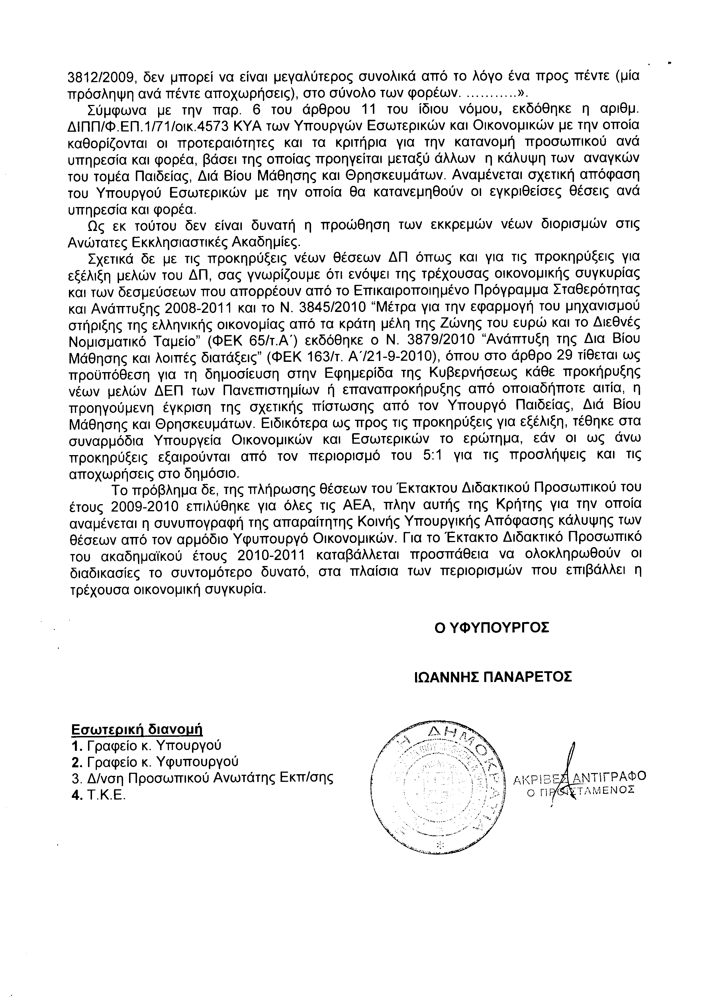 3812/2009, δεν μπορεί να είναι μεγαλύτερος συνολικά από το λόγο ένα προς πέντε (μία
πρόσληψη ανά πέντε αποχωρήσεις), στο σύνολο των φορέων. ...........».
Σύμφωνα με την παρ. 6 του άρθρου 11 του ίδιου νόμου, εκδόθηκε η αριθμ.
ΔΙΠΠ/Φ.ΕΠ.1/71/οικ.4573 ΚΥΑ των Υπουργών Εσωτερικών και Οικονομικών με την οποία
καθορίζονται οι προτεραιότητες και τα κριτήρια για την κατανομή προσωπικού ανά
υπηρεσία και φορέα, βάσει της οποίας προηγείται μεταξύ άλλων η κάλυψη των αναγκών
του τομέα Παιδείας, Διά Βίου Μάθησης και Θρησκευμάτων. Αναμένεται σχετική απόφαση
του Υπουργού Εσωτερικών με την οποία θα κατανεμηθούν οι εγκριθείσες θέσεις ανά
υπηρεσία και φορέα.
Ως εκ τούτου δεν είναι δυνατή η προώθηση των εκκρεμών νέων διορισμών στις
Ανώτατες Εκκλησιαστικές Ακαδημίες.
Σχετικά δε με τις προκηρύξεις νέων θέσεων ΔΠ όπως και για τις προκηρύξεις για
εξέλιξη μελών του ΔΠ, σας γνωρίζουμε ότι ενόψει της τρέχουσας οικονομικής συγκυρίας
και των δεσμεύσεων που απορρέουν από το Επικαιροποιημένο Πρόγραμμα Σταθερότητας
και Ανάπτυξης 2008-2011 και το Ν. 3845/2010 “Μέτρα για την εφαρμογή του μηχανισμού
στήριξης της ελληνικής οικονομίας από τα κράτη μέλη της Ζώνης του ευρώ και το Διεθνές
Νομισματικό Ταμείο” (ΦΕΚ 65/τ.Α΄) εκδόθηκε ο Ν. 3879/2010 “Ανάπτυξη της Δια Βίου
Μάθησης και λοιπές διατάξεις” (ΦΕΚ 163/τ. Α΄/21-9-2010), όπου στο άρθρο 29 τίθεται ως
προϋπόθεση για τη δημοσίευση στην Εφημερίδα της Κυβερνήσεως κάθε προκήρυξης
νέων μελών ΔΕΠ των Πανεπιστημίων ή επαναπροκήρυξης από οποιαδήποτε αιτία, η
προηγούμενη έγκριση της σχετικής πίστωσης από τον Υπουργό Παιδείας, Διά Βίου
Μάθησης και Θρησκευμάτων. Ειδικότερα ως προς τις προκηρύξεις για εξέλιξη, τέθηκε στα
συναρμόδια Υπουργεία Οικονομικών και Εσωτερικών το ερώτημα, εάν οι ως άνω
προκηρύξεις εξαιρούνται από τον περιορισμό του 5:1 για τις προσλήψεις και τις
αποχωρήσεις στο δημόσιο.
Το πρόβλημα δε, της πλήρωσης θέσεων του Έκτακτου Διδακτικού Προσωπικού του
έτους 2009-2010 επιλύθηκε για όλες τις ΑΕΑ, πλην αυτής της Κρήτης για την οποία
αναμένεται η συνυπογραφή της απαραίτητης Κοινής Υπουργικής Απόφασης κάλυψης των
θέσεων από τον αρμόδιο Υφυπουργό Οικονομικών. Για το Έκτακτο Διδακτικό Προσωπικό
του ακαδημαϊκού έτους 2010-2011 καταβάλλεται προσπάθεια να ολοκληρωθούν οι
διαδικασίες το συντομότερο δυνατό, στα πλαίσια των περιορισμών που επιβάλλει η
τρέχουσα οικονομική συγκυρία.
Ο ΥΦΥΠΟΥΡΓΟΣ
ΙΩΑΝΝΗΣ ΠΑΝΑΡΕΤΟΣ
Εσωτερική διανομή
1. Γραφείο κ. Υπουργού
2. Γραφείο κ. Υφυπουργού
3. Δ/νση Προσωπικού Ανωτάτης Εκπ/σης
4. Τ.Κ.Ε.
ΔΗΜΟΚΡΑΤΙΑ
ΑΚΡΙΒΕΣ ΑΝΤΙΓΡΑΦΟ
Ο ΠΡΟΪΣΤΑΜΕΝΟΣ